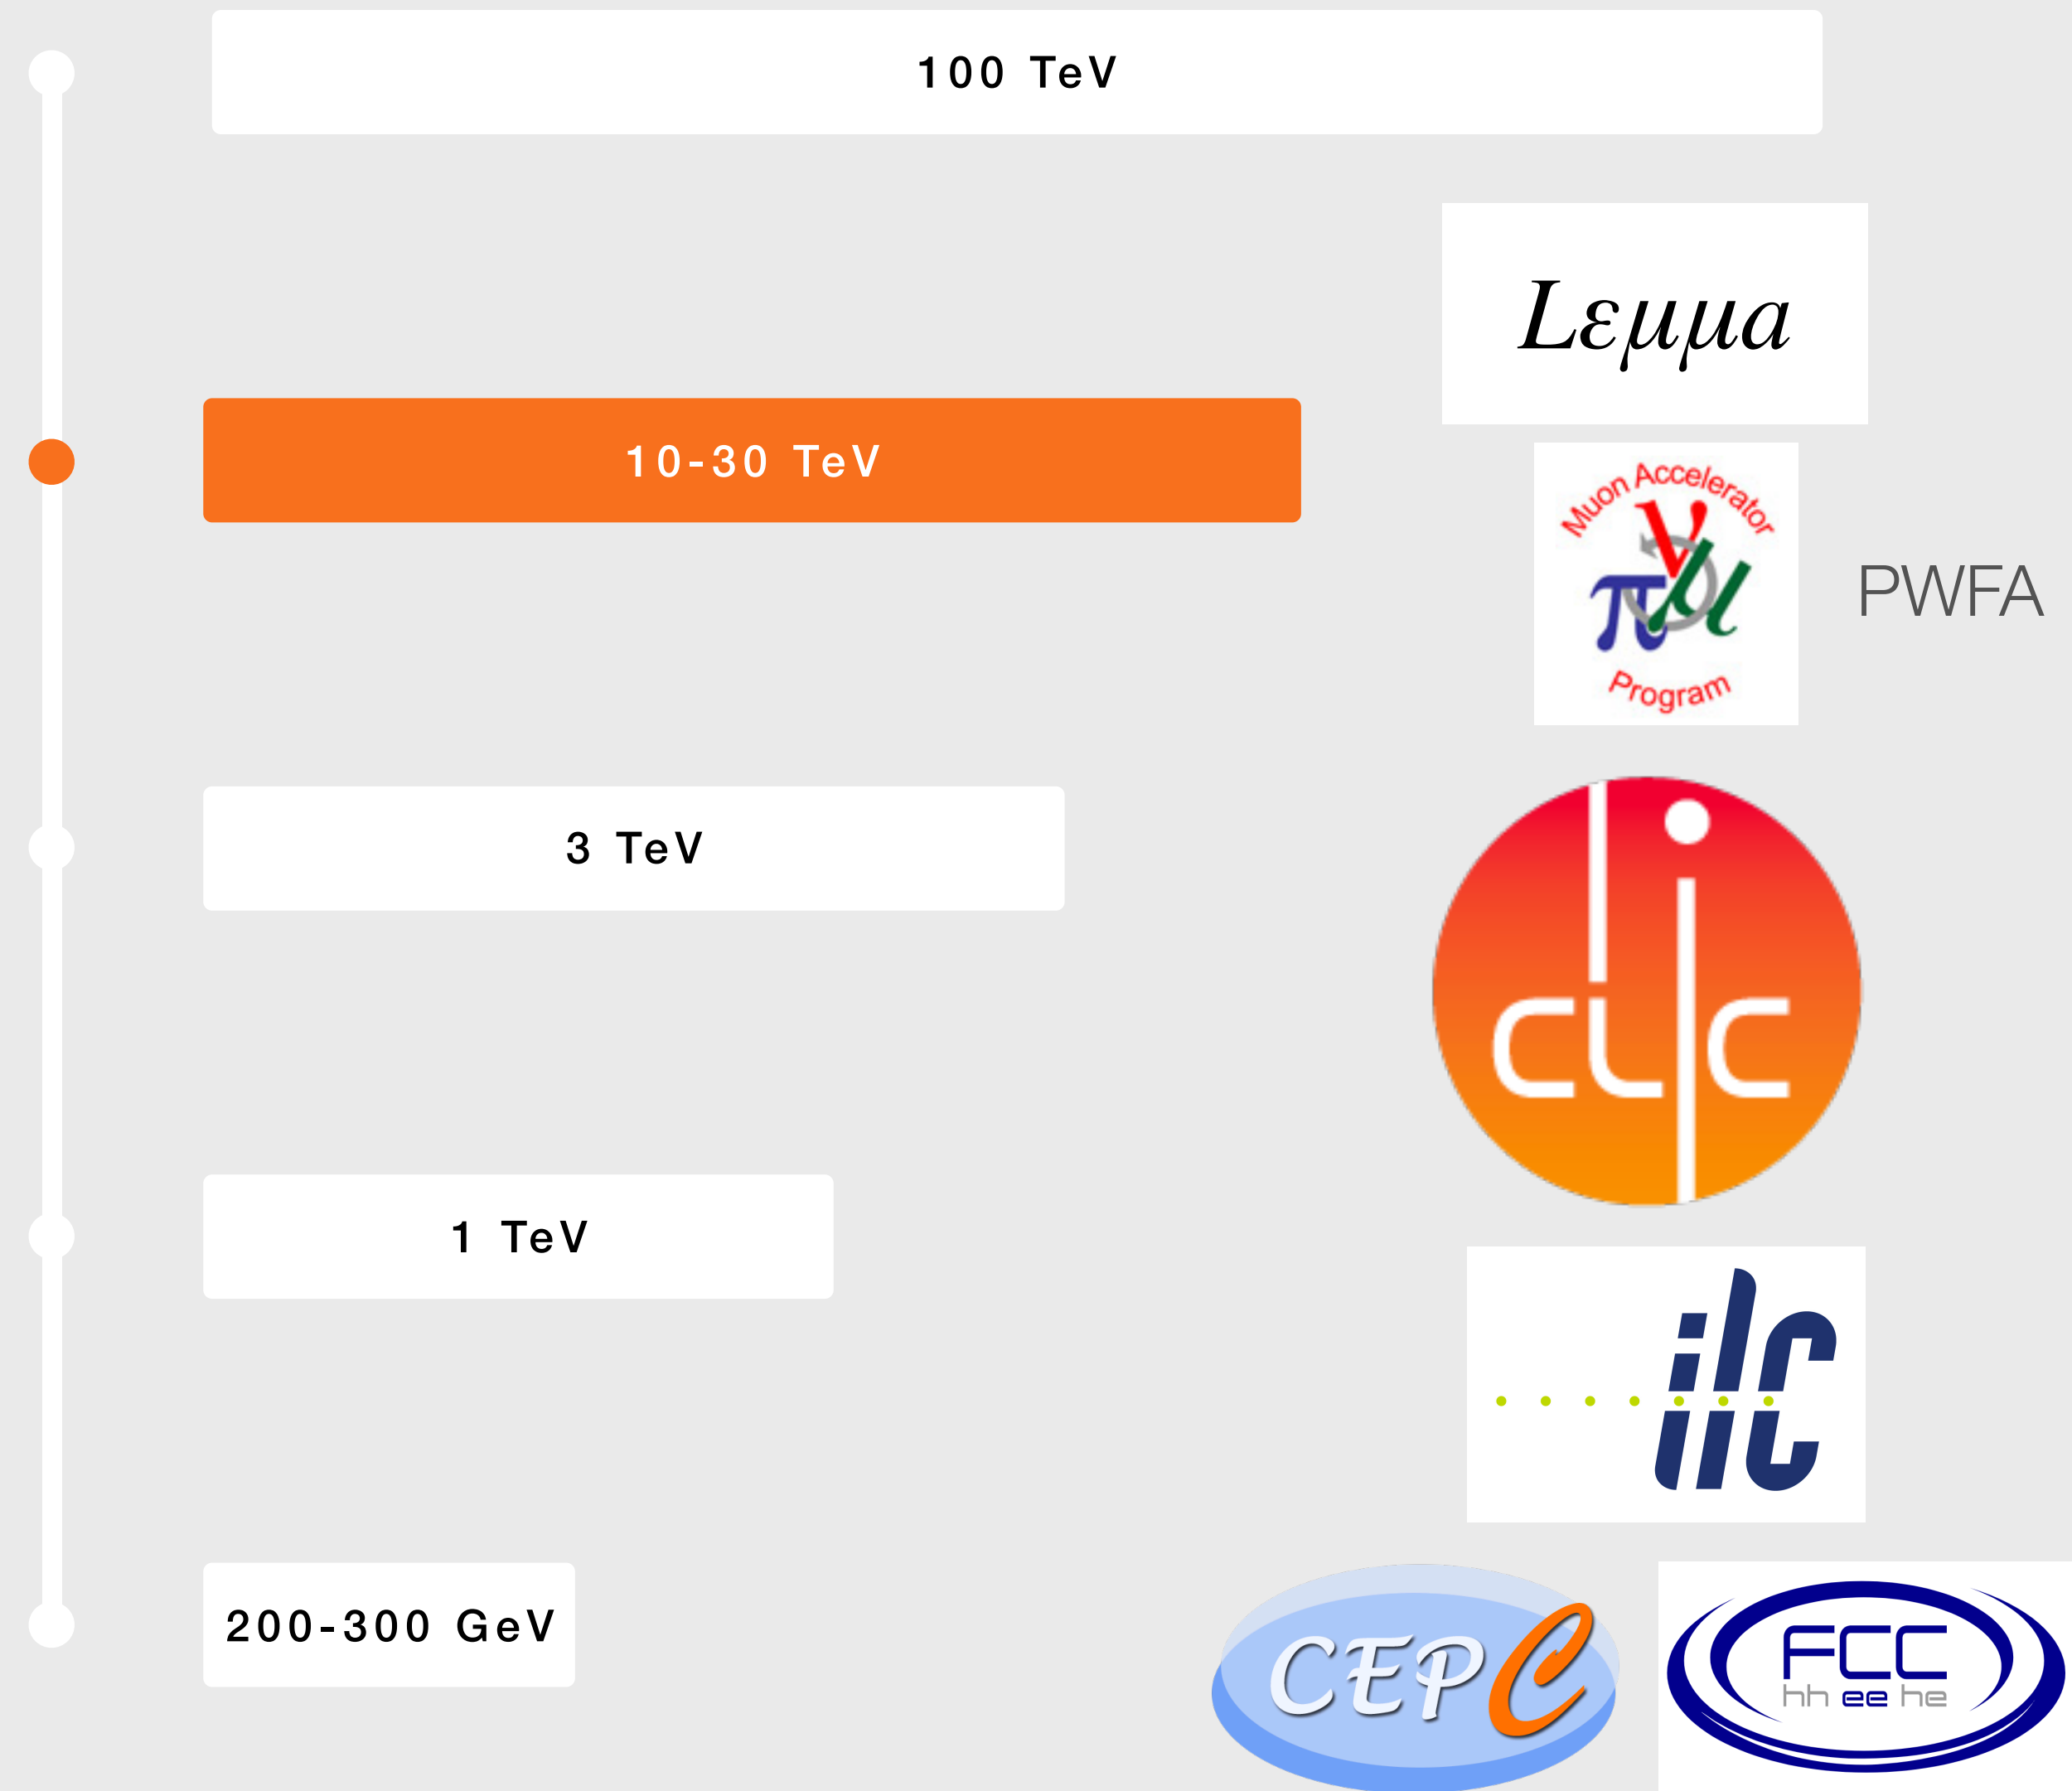 100 TeV
Lεμμa
10-30 TeV
Muon Accelerator
π ν μ
Program
PWFA
3 TeV
clic
1 TeV
ilc
200-300 GeV
CEPC
FCC
hh ee he